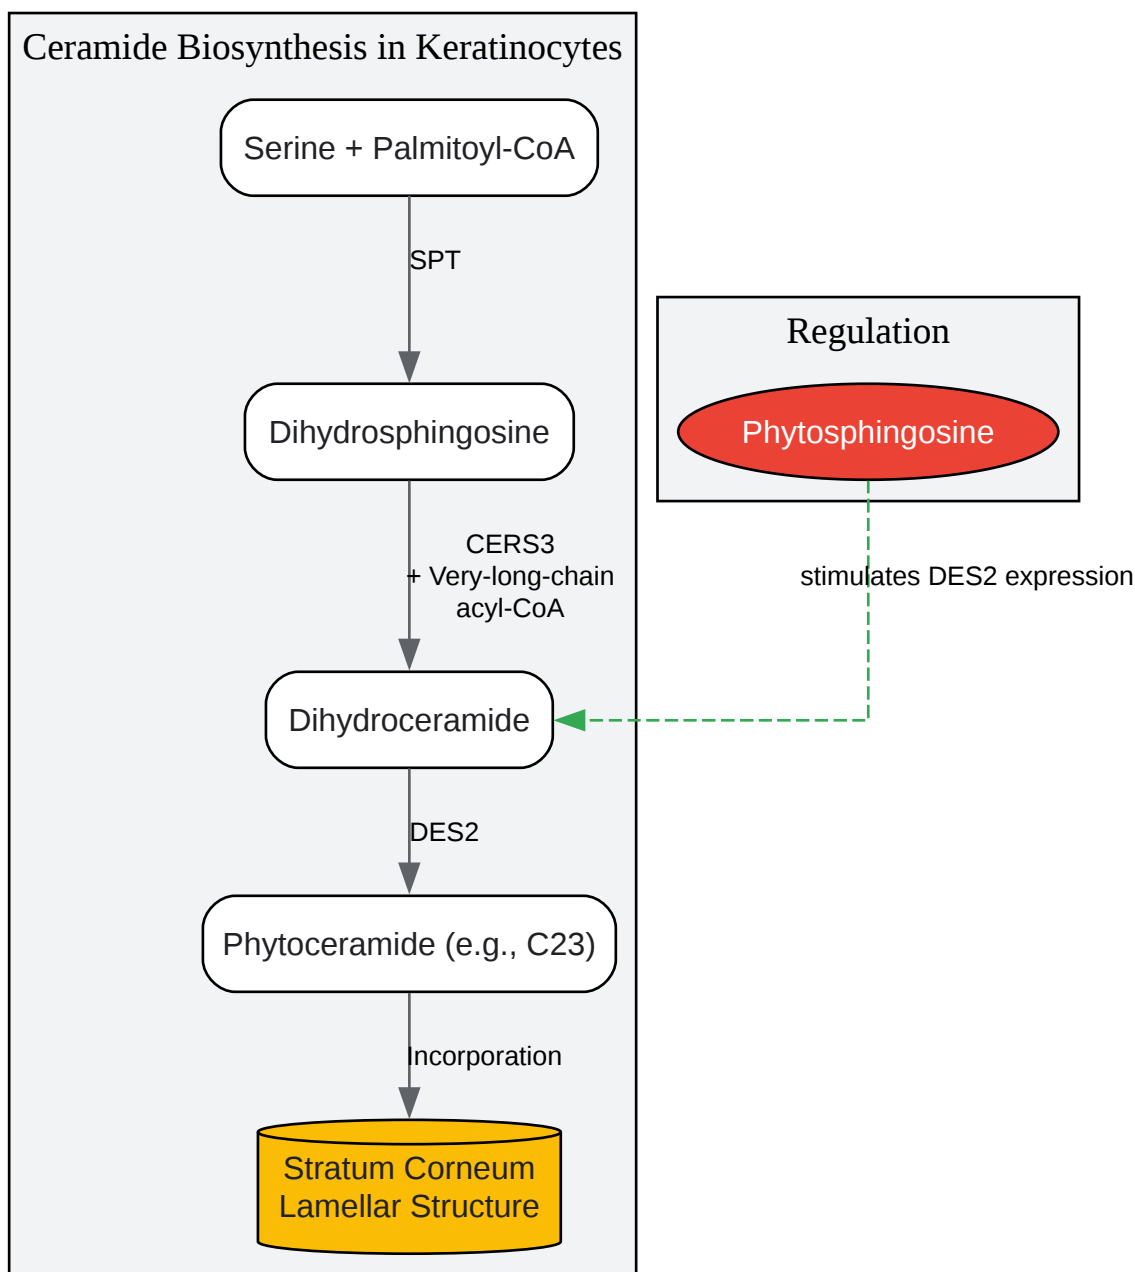 Ceramide Biosynthesis in Keratinocytes
Serine + Palmitoyl-CoA
SPT
Regulation
Dihydrosphingosine
Phytosphingosine
CERS3
+ Very-long-chain
acyl-CoA
stimulates DES2 expression
Dihydroceramide
DES2
Phytoceramide (e.g., C23)
Incorporation
Stratum Corneum
Lamellar Structure